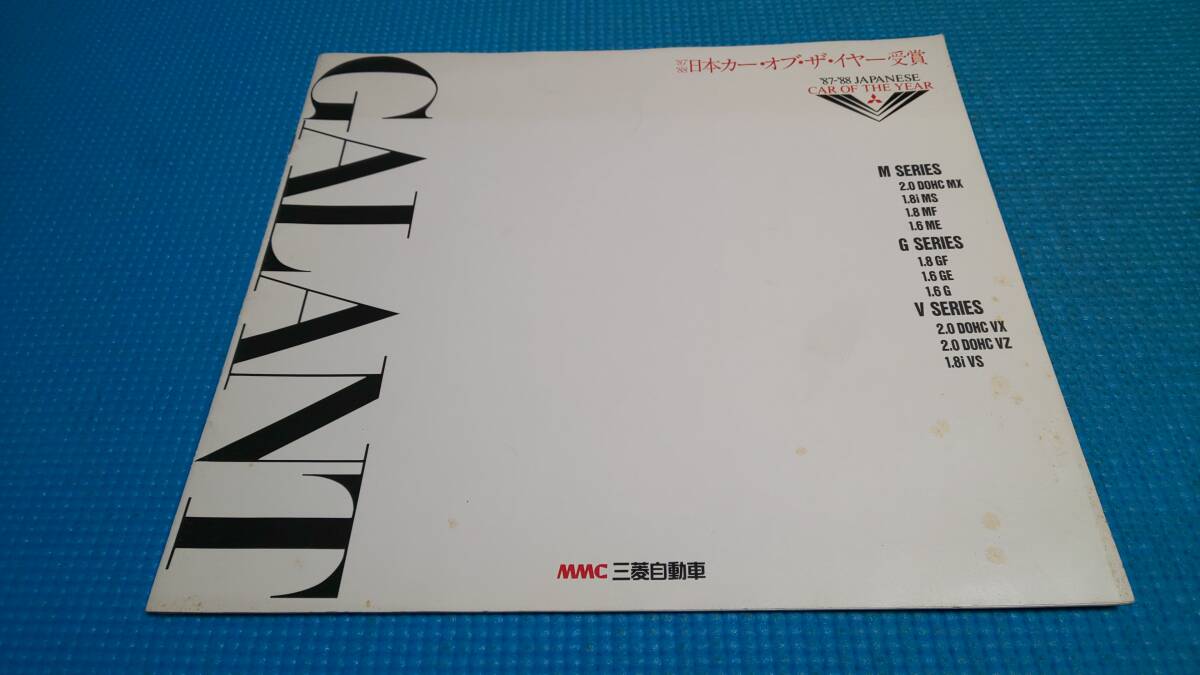 GALANT
'87 '88 日本カー・オブ・ザ・イヤー受賞
'87-'88 JAPANESE
CAR OF THE YEAR
M SERIES
2.0 DOHC MX
1.8i MS
1.8 MF
1.6 ME
G SERIES
1.8 GF
1.6 GE
1.6 G
V SERIES
2.0 DOHC VX
2.0 DOHC VZ
1.8i VS
MMC 三菱自動車